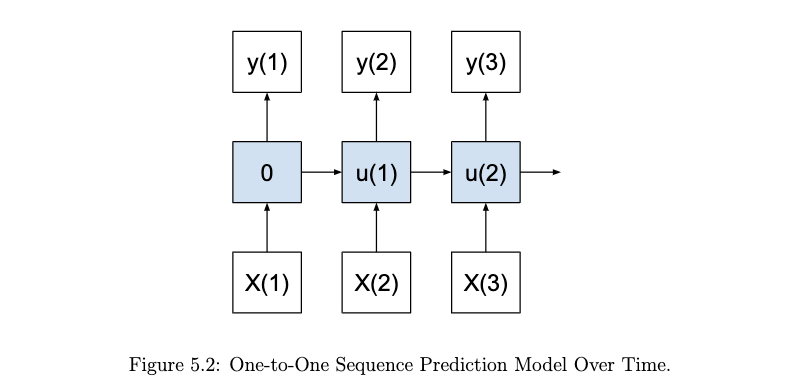 y(1) y(2) y(3)
0 u(1) u(2)
X(1) X(2) X(3)
Figure 5.2: One-to-One Sequence Prediction Model Over Time.